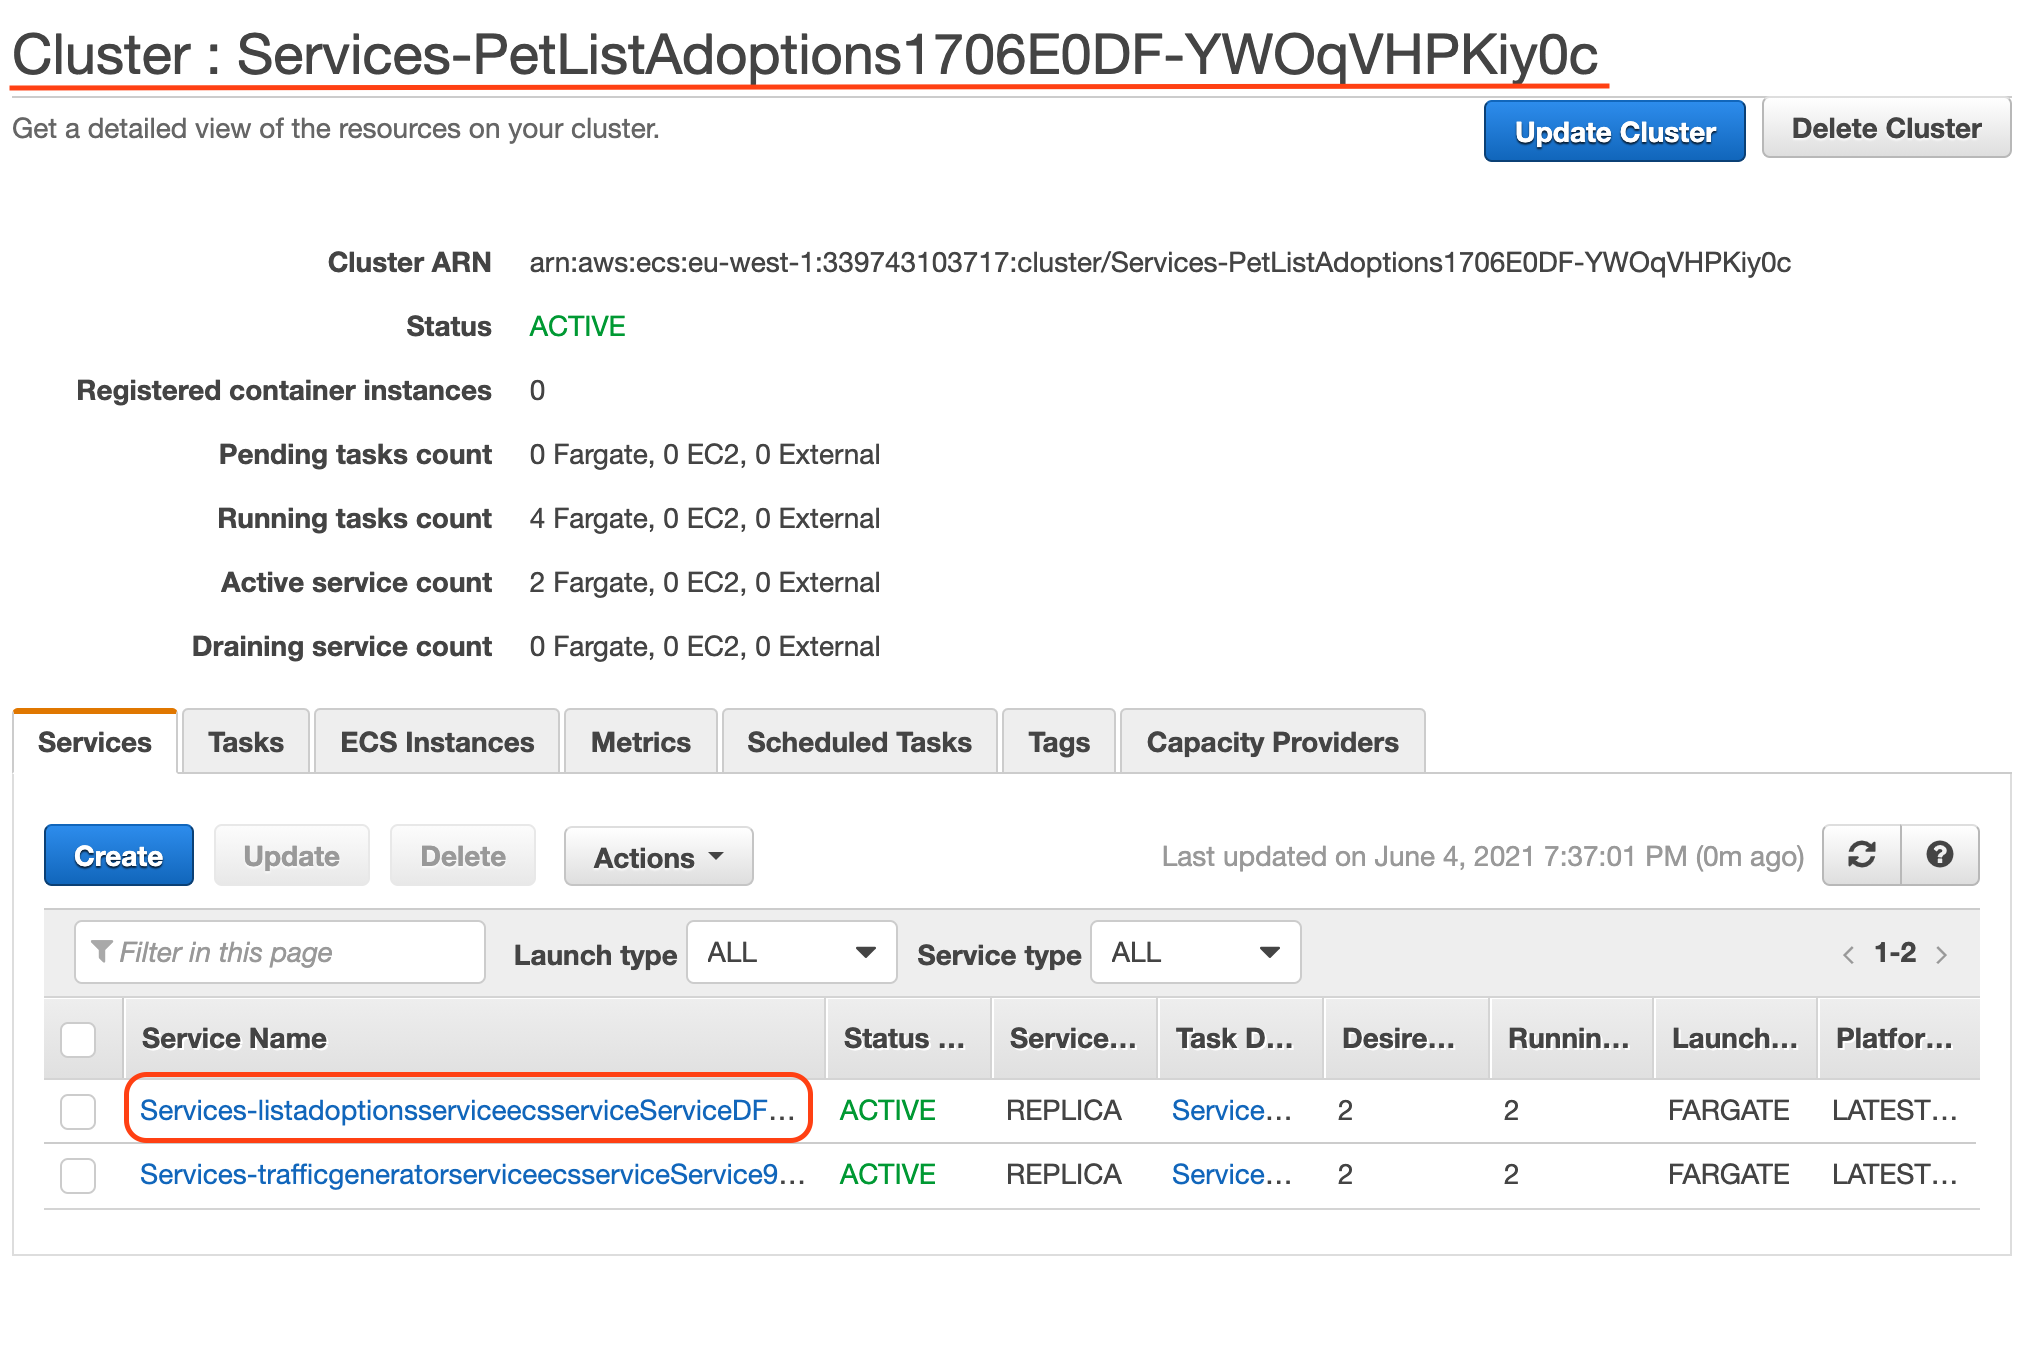 Cluster : Services-PetListAdoptions1706E0DF-YWOqVHPKiy0c
Get a detailed view of the resources on your cluster.
Update Cluster
Delete Cluster
Cluster ARN arn:aws:ecs:eu-west-1:339743103717:cluster/Services-PetListAdoptions1706E0DF-YWOqVHPKiy0c
Status ACTIVE
Registered container instances 0
Pending tasks count 0 Fargate, 0 EC2, 0 External
Running tasks count 4 Fargate, 0 EC2, 0 External
Active service count 2 Fargate, 0 EC2, 0 External
Draining service count 0 Fargate, 0 EC2, 0 External
Services Tasks ECS Instances Metrics Scheduled Tasks Tags Capacity Providers
Create Update Delete Actions Last updated on June 4, 2021 7:37:01 PM (0m ago)
Filter in this page Launch type ALL Service type ALL 1-2
Service Name Status ... Service... Task D... Desire... Runnin... Launch... Platfor...
Services-listadoptionsserviceecsserviceServiceDF... ACTIVE REPLICA Service... 2 2 FARGATE LATEST...
Services-trafficgeneratorserviceecsserviceService9... ACTIVE REPLICA Service... 2 2 FARGATE LATEST...